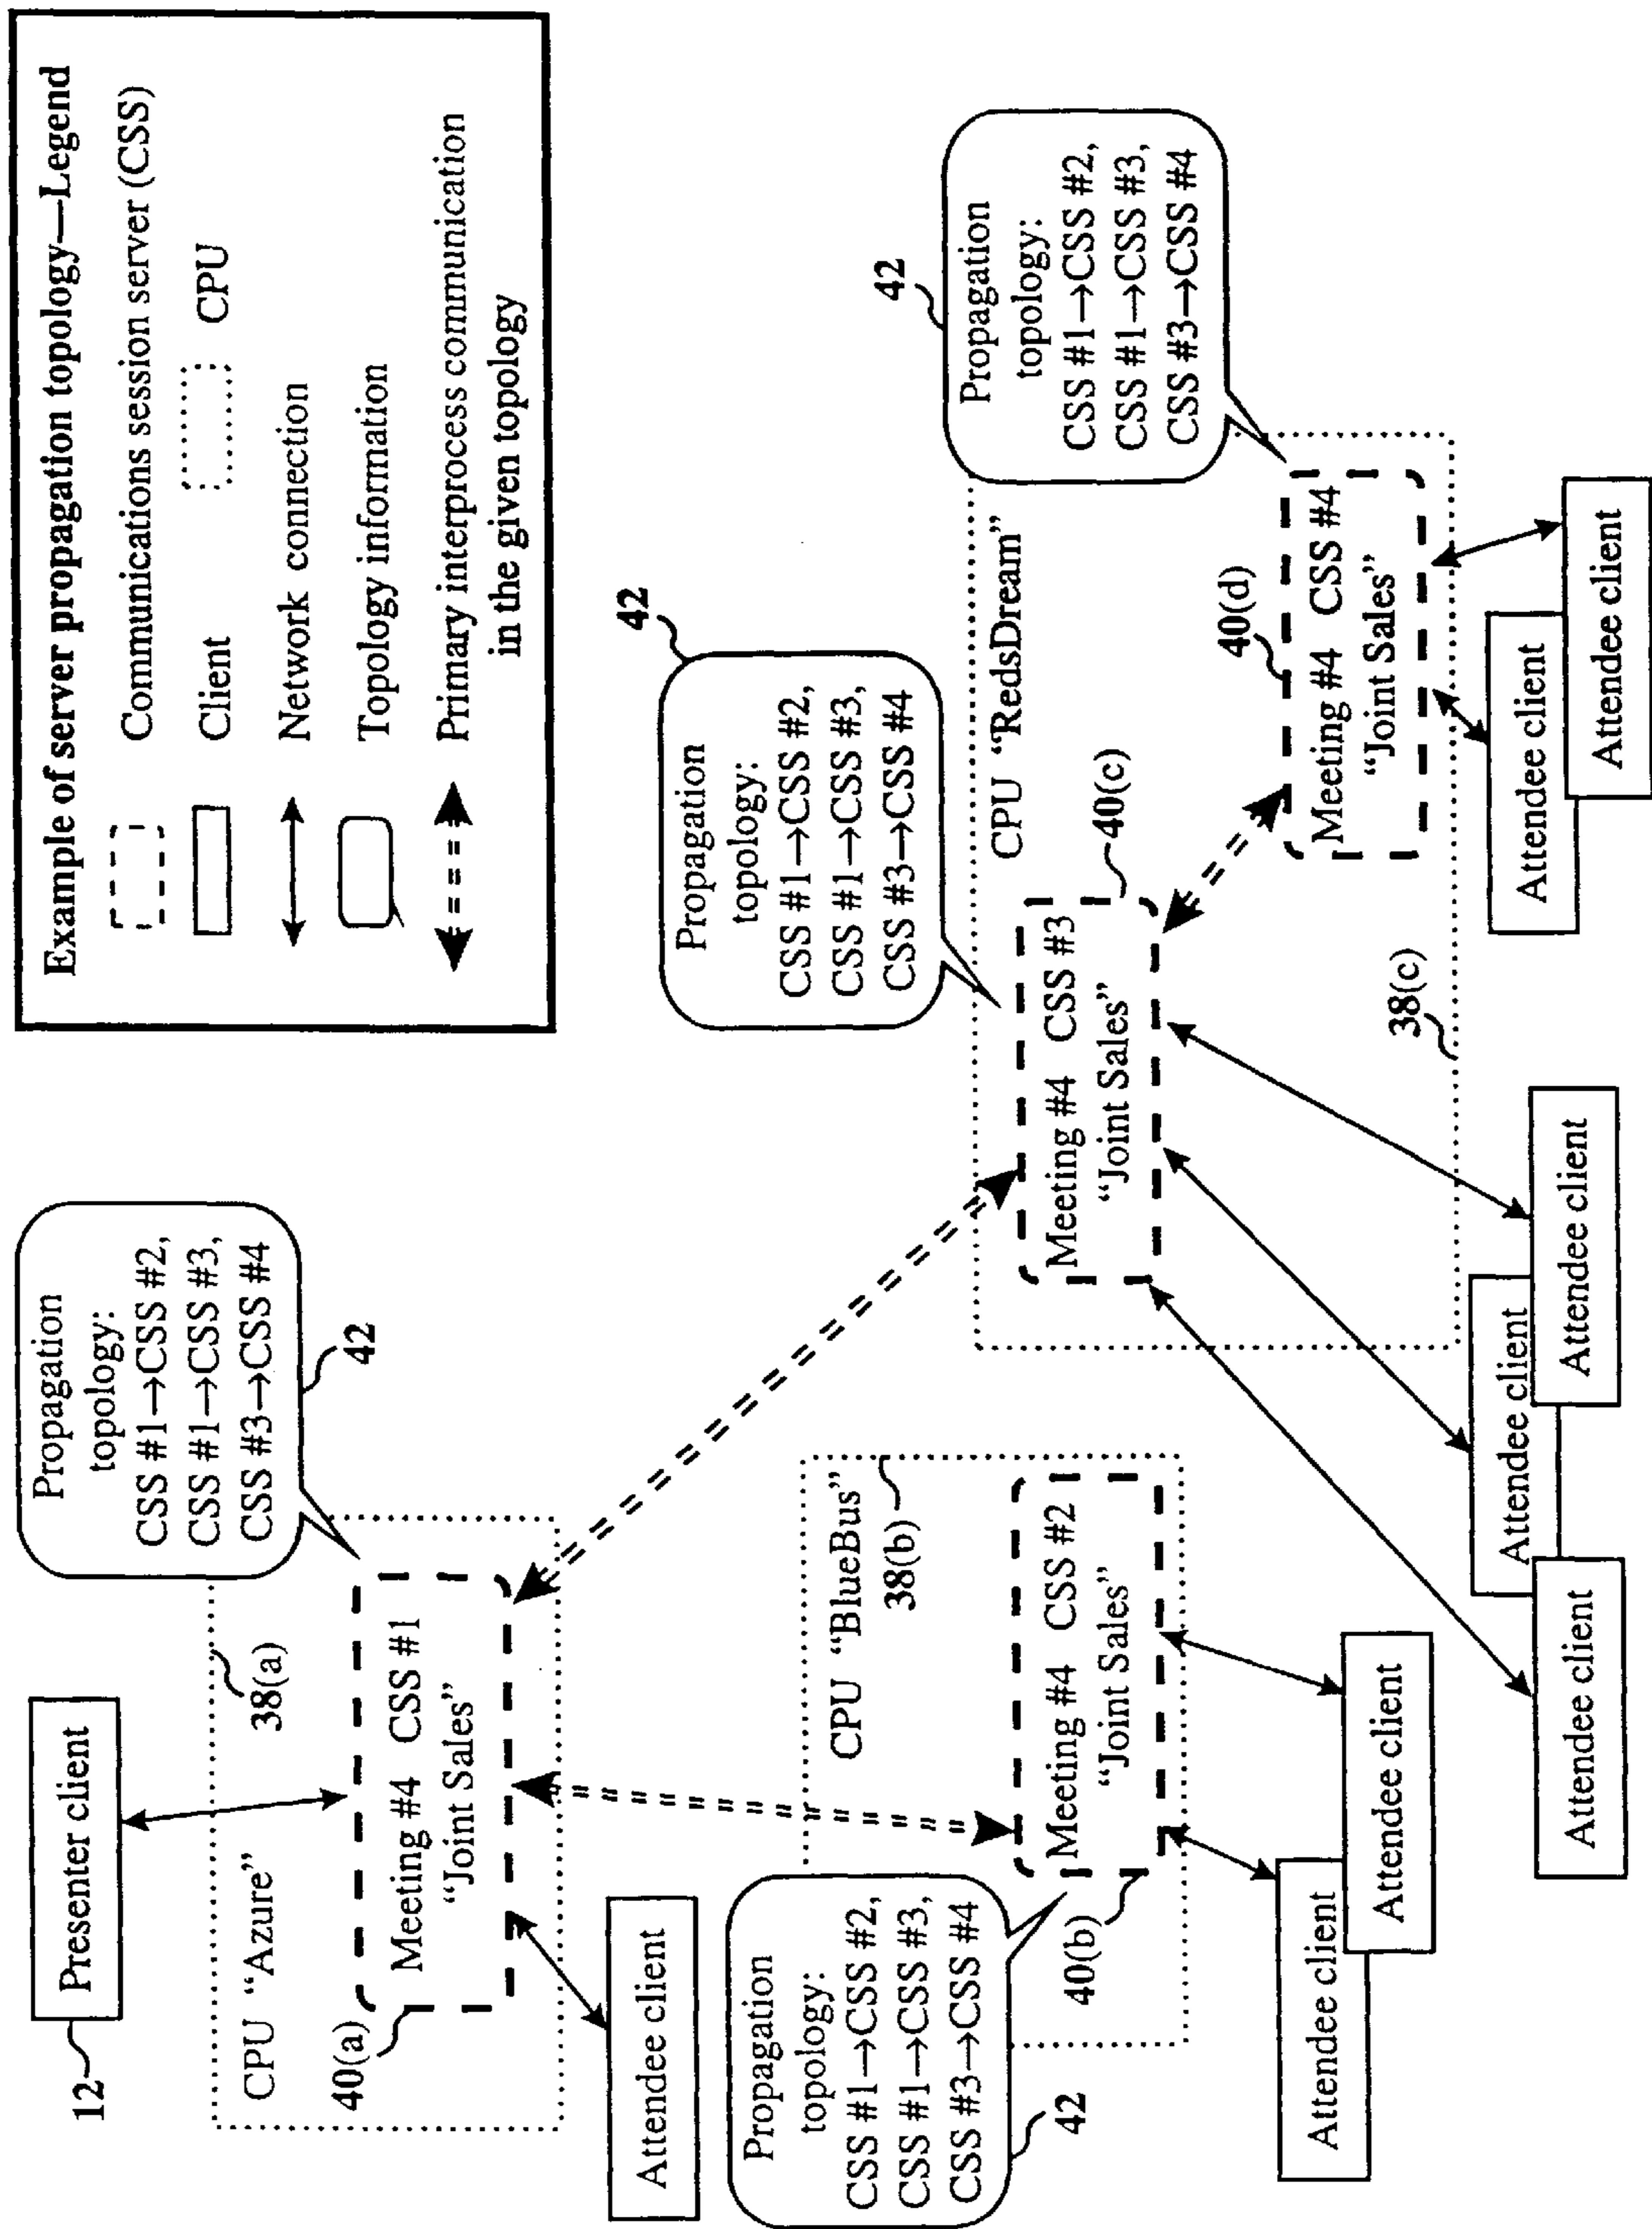 Example of server propagation topology—Legend
Communications session server (CSS)
Client
CPU
Network connection
Topology information
Primary interprocess communication
in the given topology
12
Presenter client
38(a)
CPU “Azure”
40(a)
Meeting #4 CSS #1
“Joint Sales”
Propagation
topology:
CSS #1→CSS #2,
CSS #1→CSS #3,
CSS #3→CSS #4
42
Attendee client
Propagation
topology:
CSS #1→CSS #2,
CSS #1→CSS #3,
CSS #3→CSS #4
42
CPU “BlueBus”
38(b)
40(b)
Meeting #4 CSS #2
“Joint Sales”
Attendee client
Attendee client
42
Propagation
topology:
CSS #1→CSS #2,
CSS #1→CSS #3,
CSS #3→CSS #4
CPU “RedsDream”
40(c)
Meeting #4 CSS #3
“Joint Sales”
38(c)
Attendee client
Attendee client
Attendee client
42
Propagation
topology:
CSS #1→CSS #2,
CSS #1→CSS #3,
CSS #3→CSS #4
40(d)
Meeting #4 CSS #4
“Joint Sales”
Attendee client
Attendee client